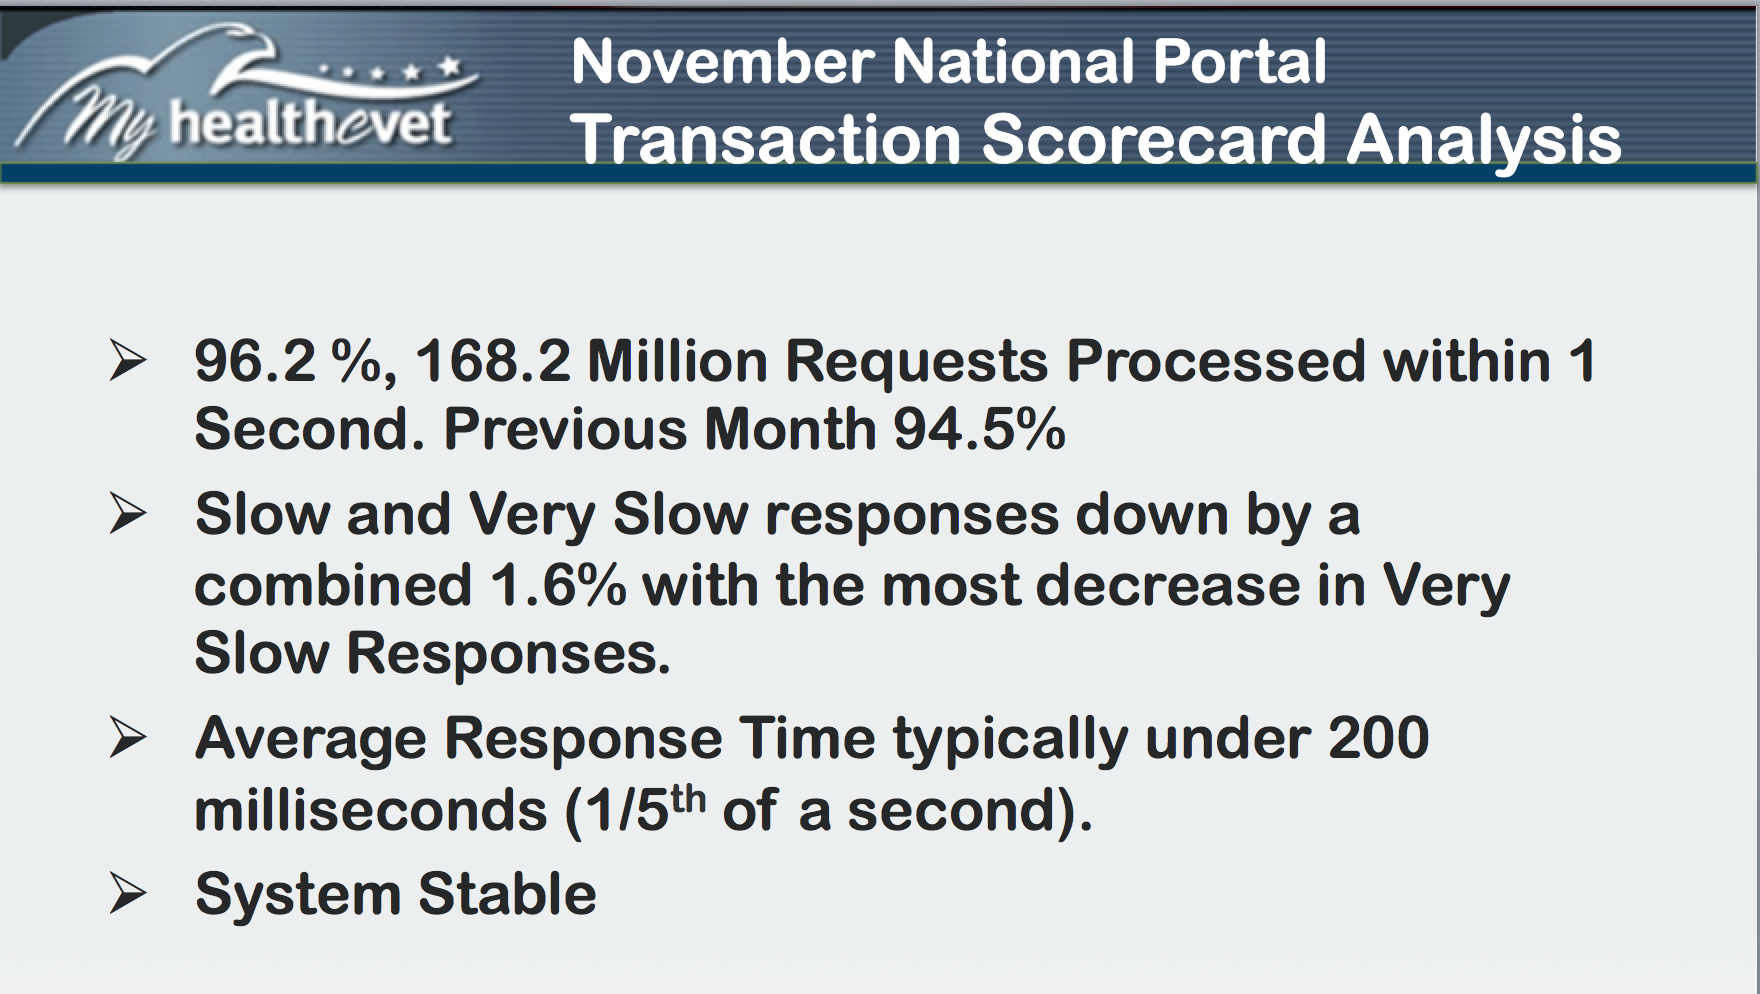 My healthevet
November National Portal
Transaction Scorecard Analysis
➢ 96.2 %, 168.2 Million Requests Processed within 1
Second. Previous Month 94.5%
➢ Slow and Very Slow responses down by a
combined 1.6% with the most decrease in Very
Slow Responses.
➢ Average Response Time typically under 200
milliseconds (1/5th of a second).
➢ System Stable